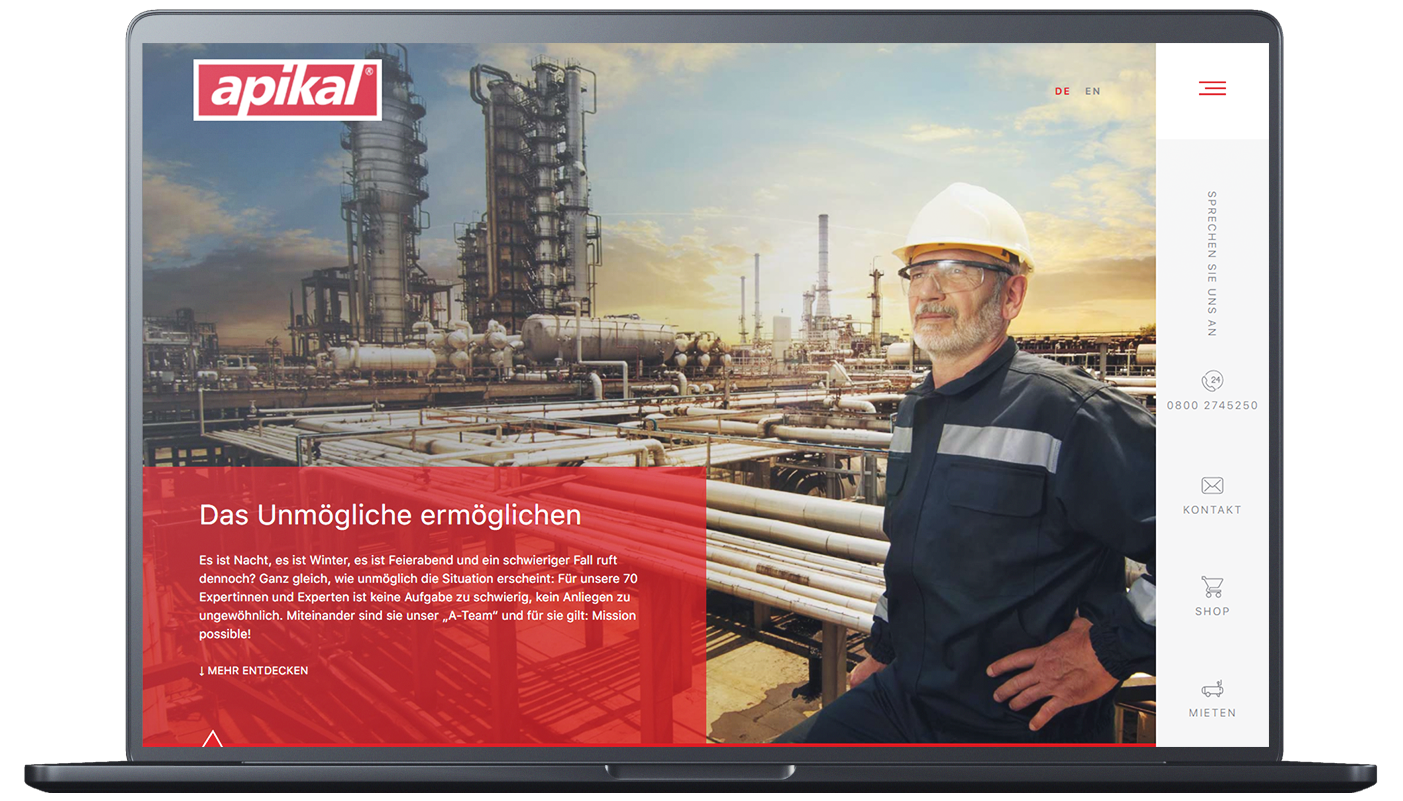 apikal®
DE EN
SPRECHEN SIE UNS AN
24
0800 2745250
KONTAKT
SHOP
MIETEN
Das Unmögliche ermöglichen
Es ist Nacht, es ist Winter, es ist Feierabend und ein schwieriger Fall ruft
dennoch? Ganz gleich, wie unmöglich die Situation erscheint: Für unsere 70
Expertinnen und Experten ist keine Aufgabe zu schwierig, kein Anliegen zu
ungewöhnlich. Miteinander sind sie unser „A-Team“ und für sie gilt: Mission
possible!
↓ MEHR ENTDECKEN